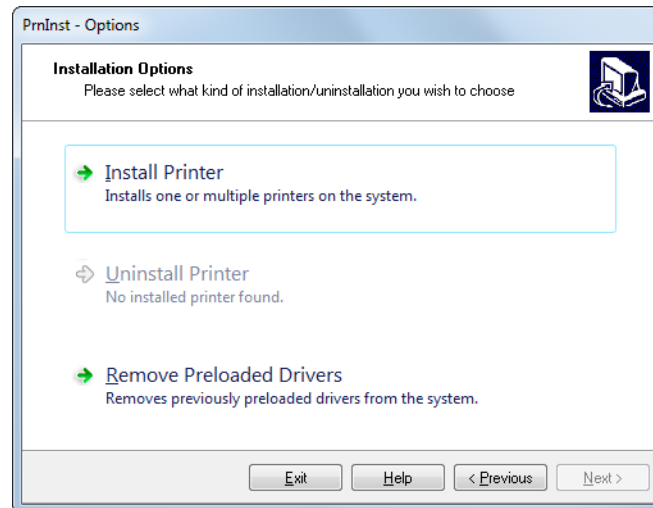 PrnInst - Options
Installation Options
Please select what kind of installation/uninstallation you wish to choose
Install Printer
Installs one or multiple printers on the system.
Uninstall Printer
No installed printer found.
Remove Preloaded Drivers
Removes previously preloaded drivers from the system.
Exit Help < Previous Next >